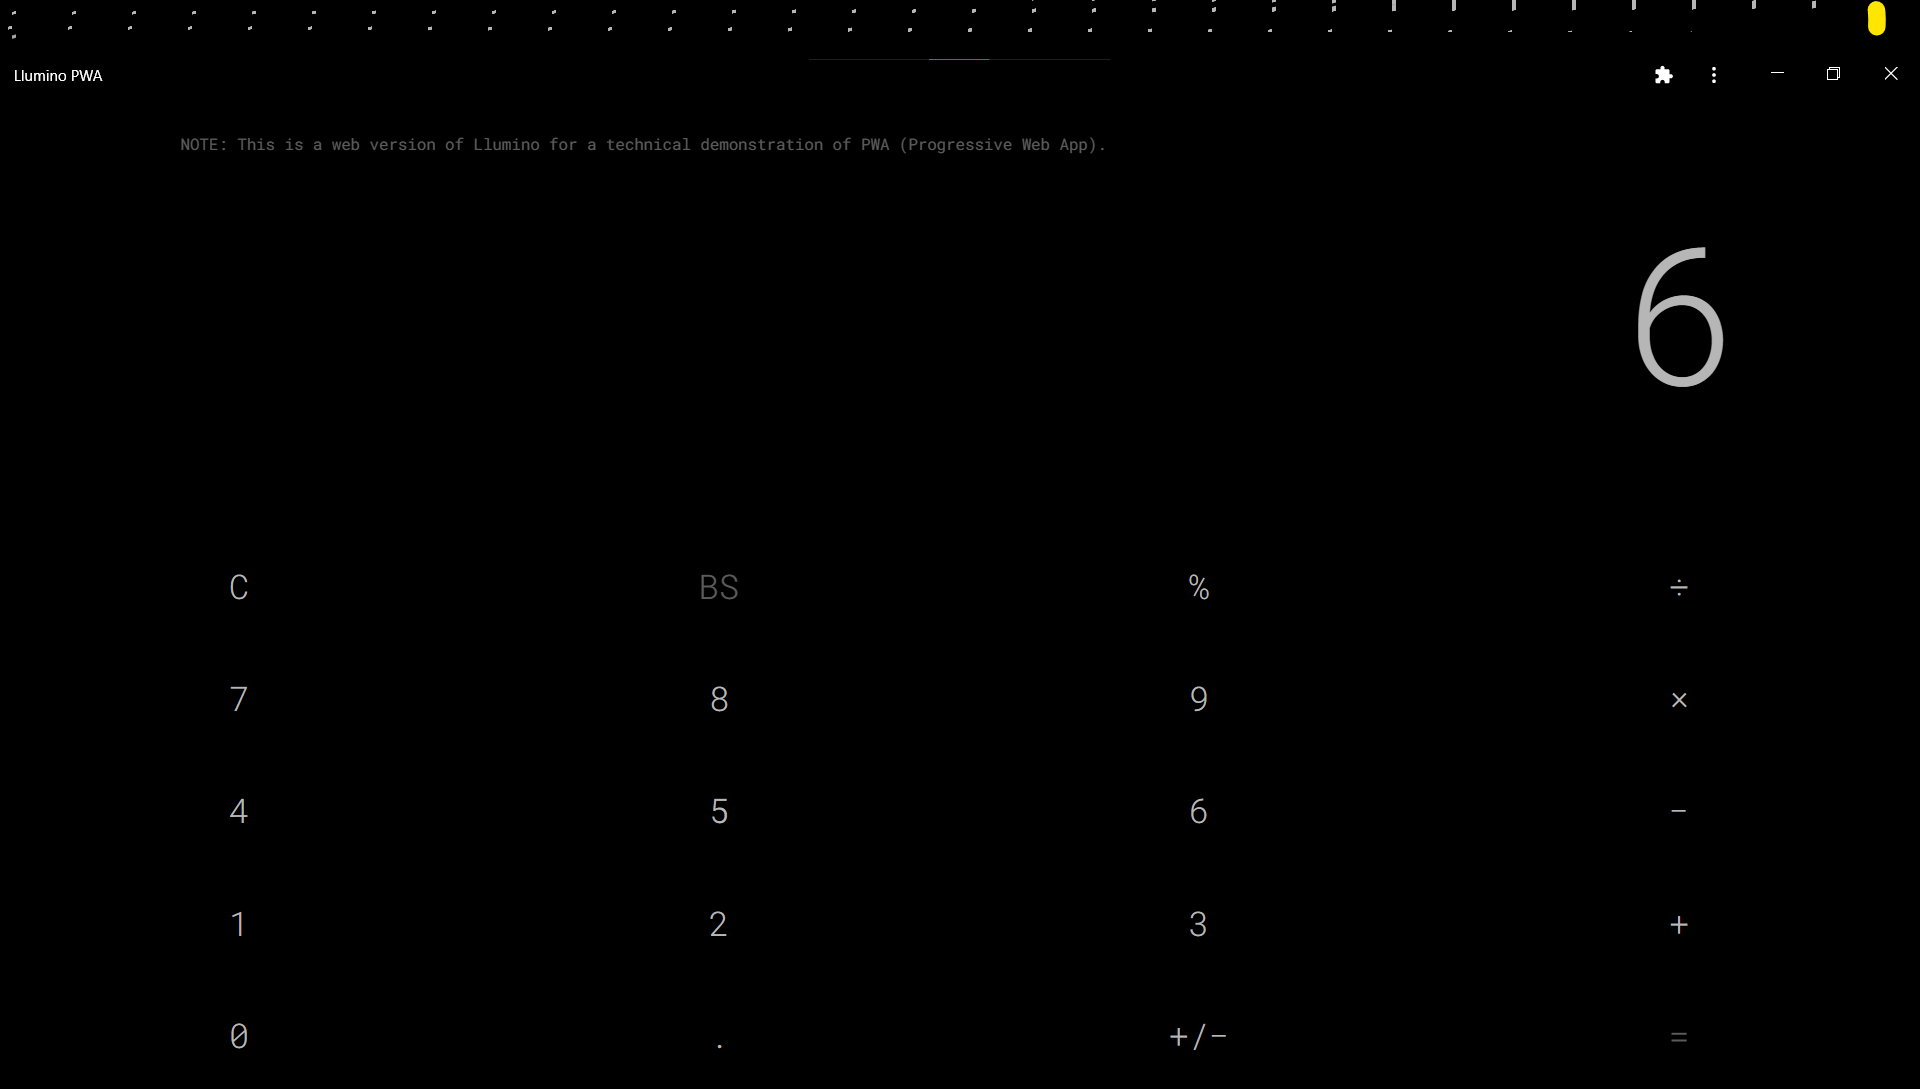 Llumino PWA
NOTE: This is a web version of Llumino for a technical demonstration of PWA (Progressive Web App).
6
C BS % ÷
7 8 9 ×
4 5 6 −
1 2 3 +
0 . +/− =